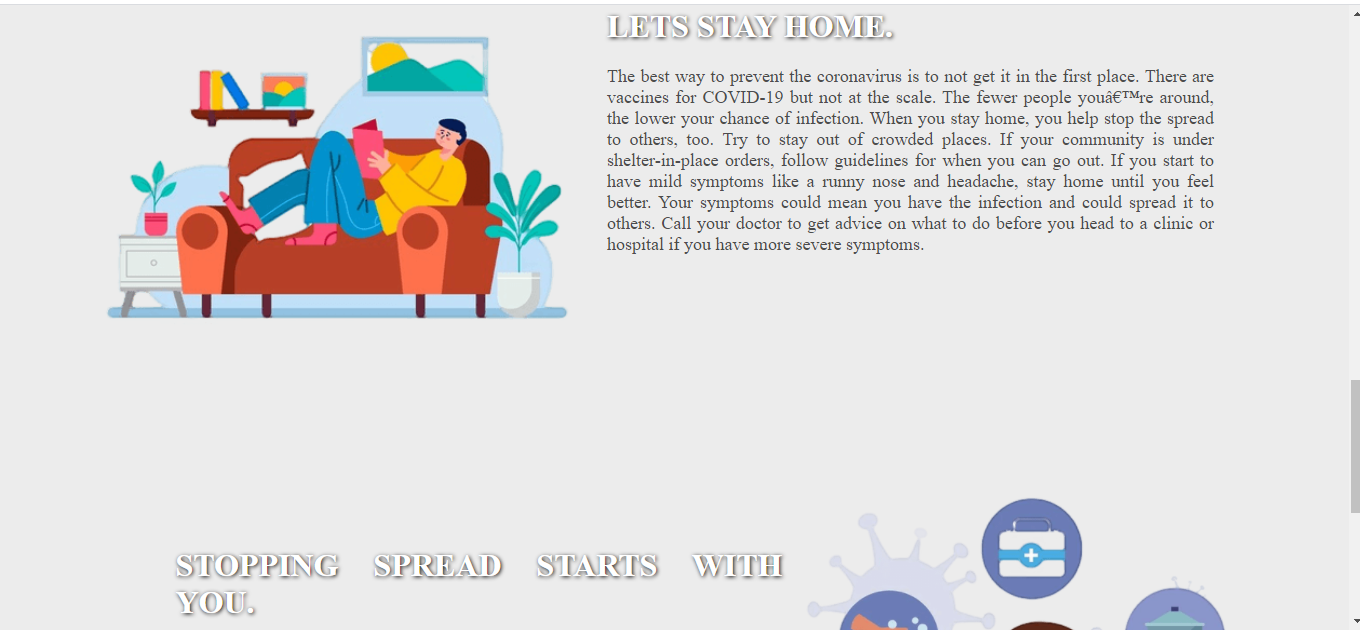 LETS STAY HOME.
The best way to prevent the coronavirus is to not get it in the first place. There are
vaccines for COVID-19 but not at the scale. The fewer people youâ€™re around,
the lower your chance of infection. When you stay home, you help stop the spread
to others, too. Try to stay out of crowded places. If your community is under
shelter-in-place orders, follow guidelines for when you can go out. If you start to
have mild symptoms like a runny nose and headache, stay home until you feel
better. Your symptoms could mean you have the infection and could spread it to
others. Call your doctor to get advice on what to do before you head to a clinic or
hospital if you have more severe symptoms.
STOPPING SPREAD STARTS WITH
YOU.